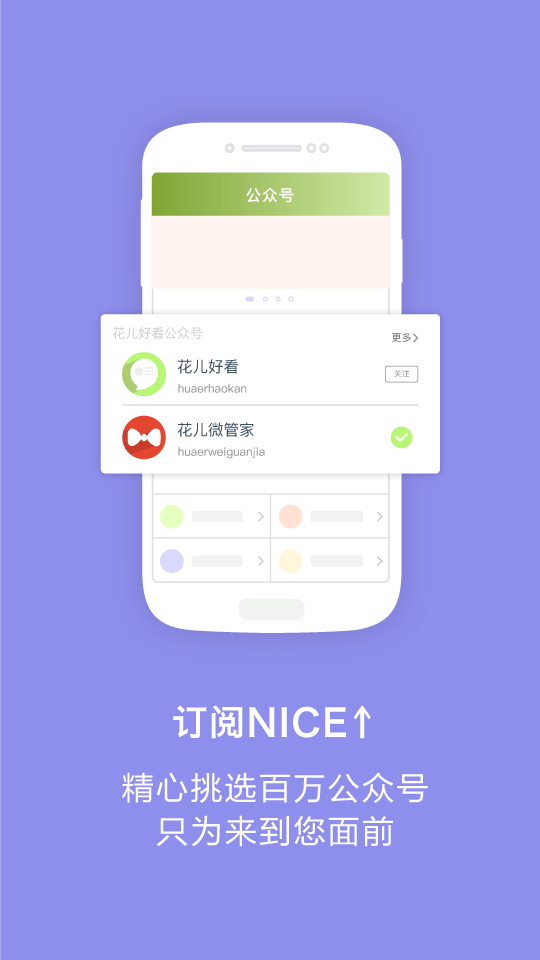 公众号
花儿好看公众号
更多
花儿好看
huaerhaokan
关注
花儿微管家
huaerweiguanjia
订阅NICE↑
精心挑选百万公众号
只为来到您面前